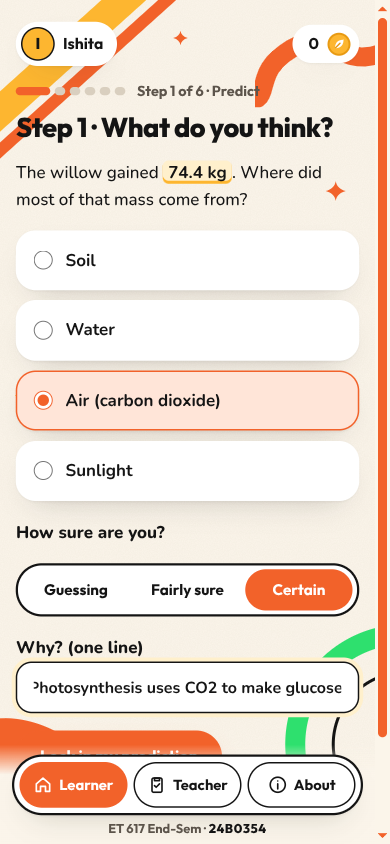 I Ishita
0
Step 1 of 6 · Predict
Step 1 · What do you think?
The willow gained 74.4 kg. Where did
most of that mass come from?
Soil
Water
Air (carbon dioxide)
Sunlight
How sure are you?
Guessing Fairly sure Certain
Why? (one line)
Photosynthesis uses CO2 to make glucose
Learner Teacher About
ET 617 End-Sem · 24B0354